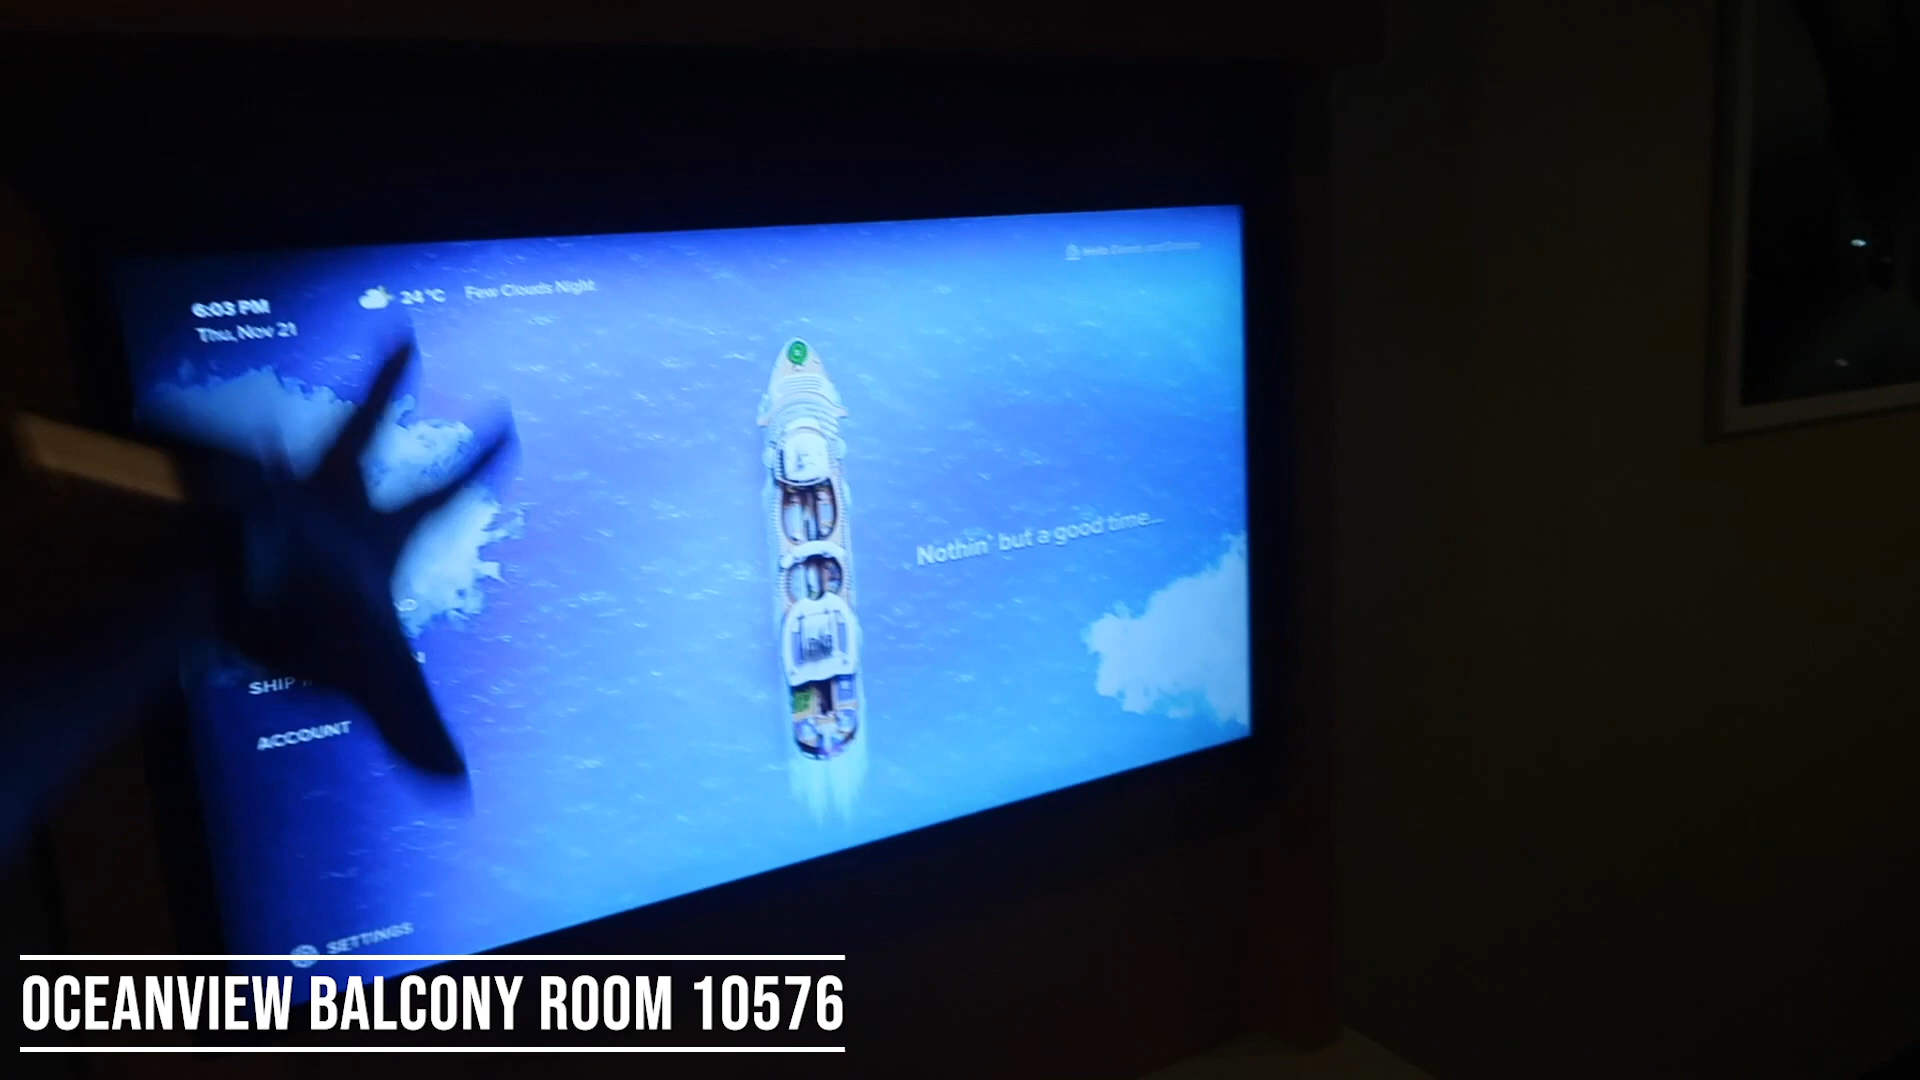 6:03 PM
Thu, Nov 21
24°C Few Clouds Night
Nothin' but a good time...
SHIP
ACCOUNT
SETTINGS
OCEANVIEW BALCONY ROOM 10576